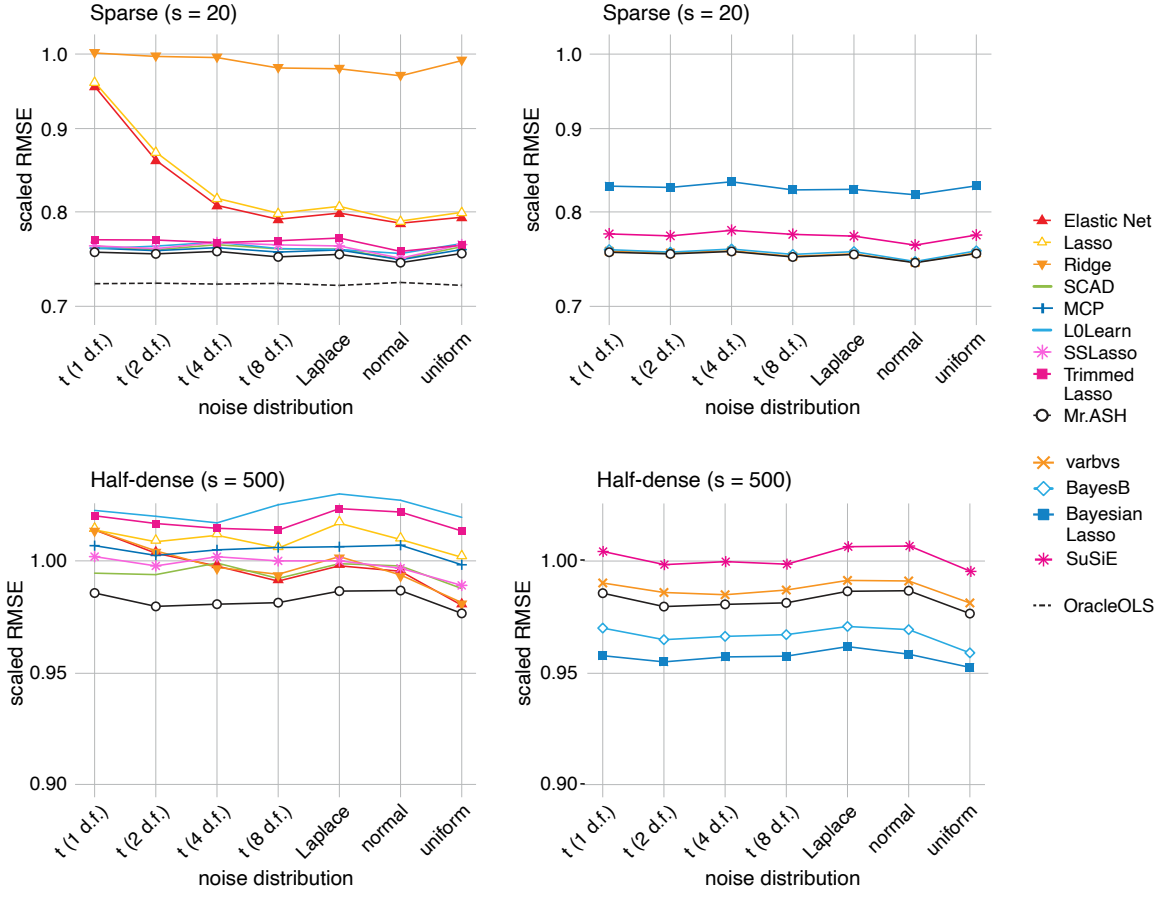 Sparse (s = 20)
scaled RMSE
1.0
0.9
0.8
0.7
t (1 d.f.)
t (2 d.f.)
t (4 d.f.)
t (8 d.f.)
Laplace
normal
uniform
noise distribution
Sparse (s = 20)
scaled RMSE
1.0
0.9
0.8
0.7
t (1 d.f.)
t (2 d.f.)
t (4 d.f.)
t (8 d.f.)
Laplace
normal
uniform
noise distribution
Half-dense (s = 500)
scaled RMSE
1.00
0.95
0.90
t (1 d.f.)
t (2 d.f.)
t (4 d.f.)
t (8 d.f.)
Laplace
normal
uniform
noise distribution
Half-dense (s = 500)
scaled RMSE
1.00
0.95
0.90
t (1 d.f.)
t (2 d.f.)
t (4 d.f.)
t (8 d.f.)
Laplace
normal
uniform
noise distribution
Elastic Net
Lasso
Ridge
SCAD
MCP
L0Learn
SSLasso
Trimmed
Lasso
Mr.ASH
varbvs
BayesB
Bayesian
Lasso
SuSiE
OracleOLS